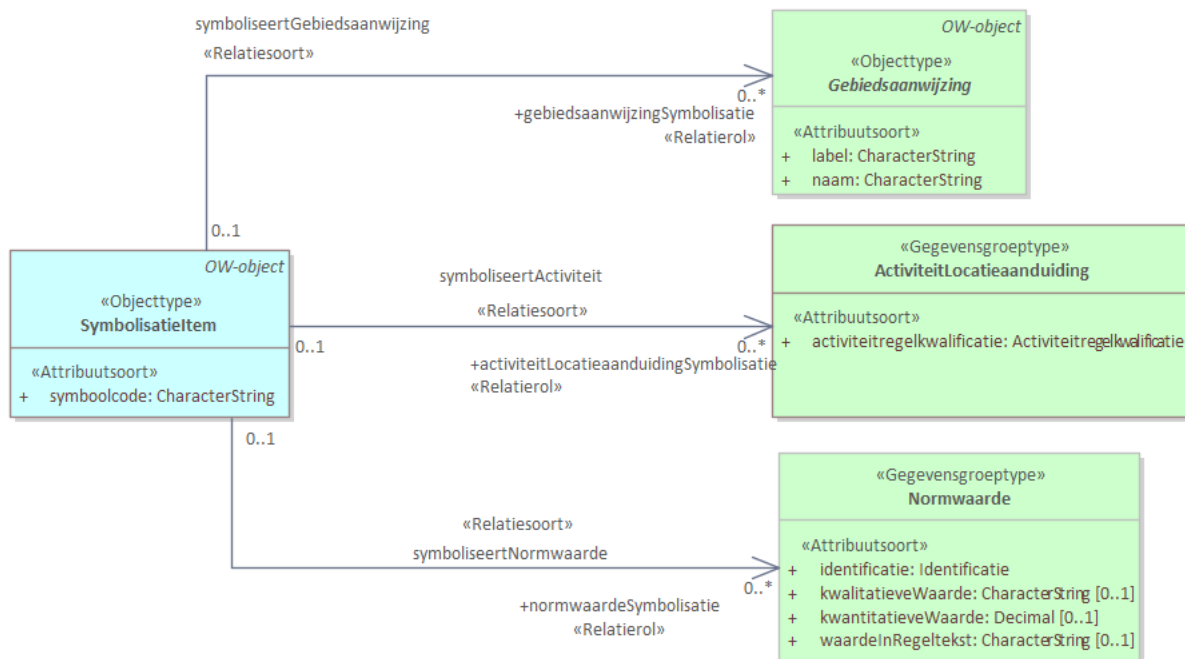 symboliseertGebiedsaanwijzing
«Relatiesoort»
0..*
+gebiedsaanwijzingSymbolisatie
«Relatierol»
0..1
OW-object
«Objecttype»
Gebiedsaanwijzing
«Attribuutsoort»
+ label: CharacterString
+ naam: CharacterString
OW-object
«Objecttype»
SymbolisatieItem
«Attribuutsoort»
+ symboolcode: CharacterString
symboliseertActiviteit
«Relatiesoort»
0..1
0..*
+activiteitLocatieaanduidingSymbolisatie
«Relatierol»
«Gegevensgroeptype»
ActiviteitLocatieaanduiding
«Attribuutsoort»
+ activiteitregelkwalificatie: Activiteitregelkwalificatie
0..1
«Relatiesoort»
symboliseertNormwaarde
0..*
+normwaardeSymbolisatie
«Relatierol»
«Gegevensgroeptype»
Normwaarde
«Attribuutsoort»
+ identificatie: Identificatie
+ kwalitatieveWaarde: CharacterString [0..1]
+ kwantitatieveWaarde: Decimal [0..1]
+ waardeInRegeltekst: CharacterString [0..1]